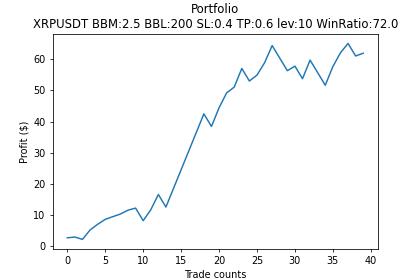 Portfolio
XRPUSDT BBM:2.5 BBL:200 SL:0.4 TP:0.6 lev:10 WinRatio:72.0
60
50
40
30
20
10
0
Profit ($)
0 5 10 15 20 25 30 35 40
Trade counts